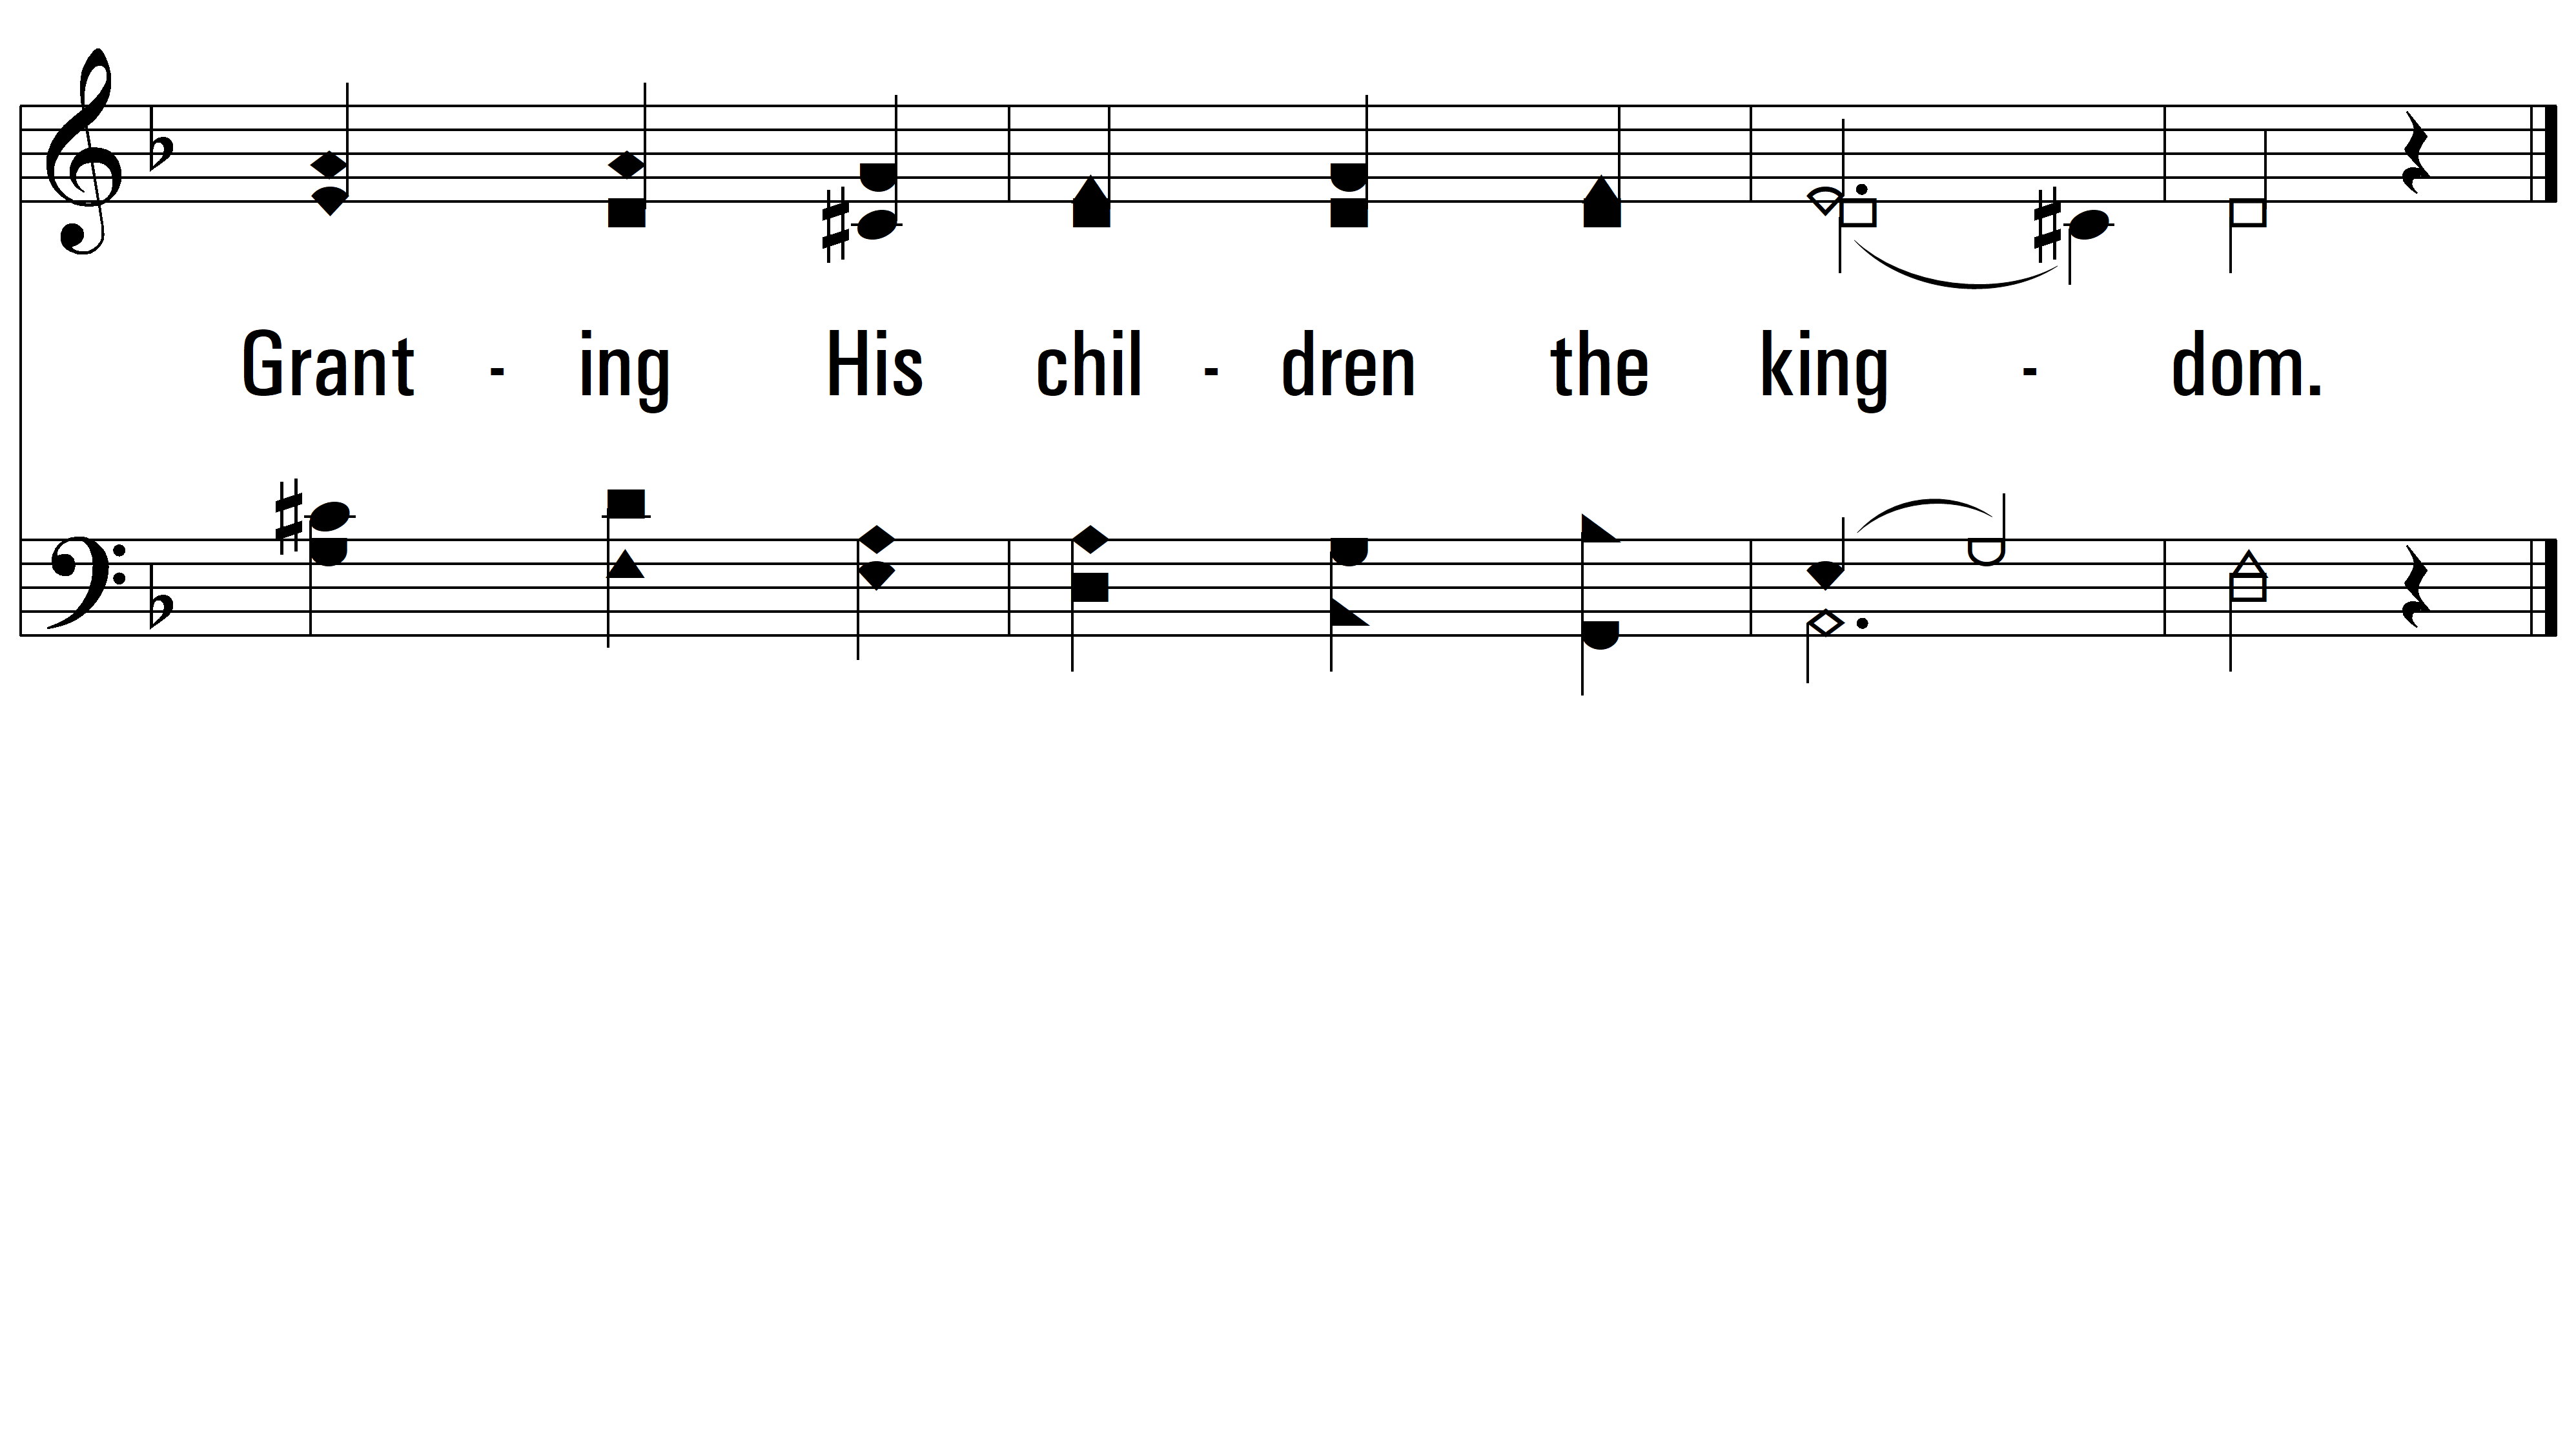 Grant - ing His chil - dren the king - dom.